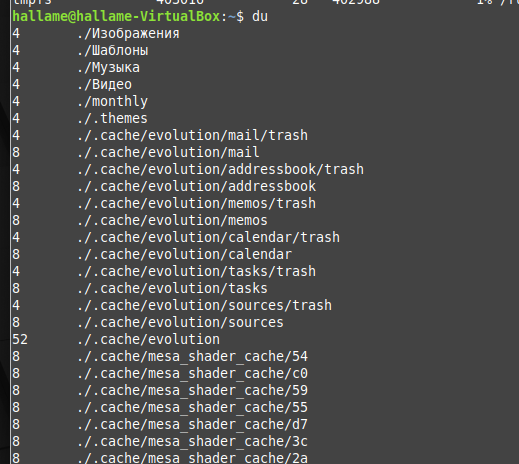 hallame@hallame-VirtualBox:~$ du
4 ./Изображения
4 ./Шаблоны
4 ./Музыка
4 ./Видео
4 ./monthly
4 ./.themes
4 ./.cache/evolution/mail/trash
8 ./.cache/evolution/mail
4 ./.cache/evolution/addressbook/trash
8 ./.cache/evolution/addressbook
4 ./.cache/evolution/memos/trash
8 ./.cache/evolution/memos
4 ./.cache/evolution/calendar/trash
8 ./.cache/evolution/calendar
4 ./.cache/evolution/tasks/trash
8 ./.cache/evolution/tasks
4 ./.cache/evolution/sources/trash
8 ./.cache/evolution/sources
52 ./.cache/evolution
8 ./.cache/mesa_shader_cache/54
8 ./.cache/mesa_shader_cache/c0
8 ./.cache/mesa_shader_cache/59
8 ./.cache/mesa_shader_cache/55
8 ./.cache/mesa_shader_cache/d7
8 ./.cache/mesa_shader_cache/3c
8 ./.cache/mesa_shader_cache/2a